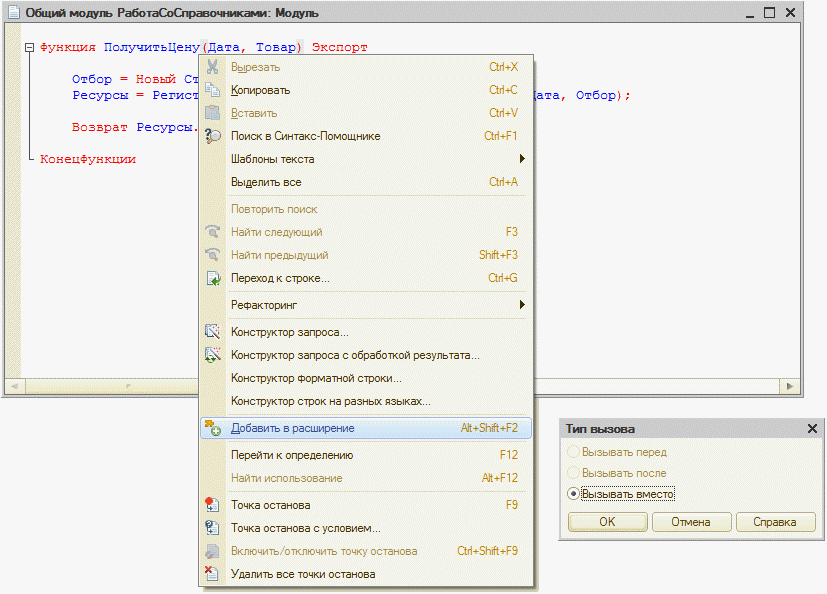 Общий модуль РаботаСоСправочниками: Модуль
Функция ПолучитьЦену(Дата, Товар) Экспорт
Отбор = Новый Ст
Ресурсы = Регист Дата, Отбор);
Возврат Ресурсы.
КонецФункции
Вырезать Ctrl+X
Копировать Ctrl+C
Вставить Ctrl+V
Поиск в Синтакс-Помощнике Ctrl+F1
Шаблоны текста
Выделить все Ctrl+A
Повторить поиск
Найти следующий F3
Найти предыдущий Shift+F3
Переход к строке... Ctrl+G
Рефакторинг
Конструктор запроса...
Конструктор запроса с обработкой результата...
Конструктор форматной строки...
Конструктор строк на разных языках...
Добавить в расширение Alt+Shift+F2
Перейти к определению F12
Найти использование Alt+F12
Точка останова F9
Точка останова с условием...
Включить/отключить точку останова Ctrl+Shift+F9
Удалить все точки останова
Тип вызова
Вызывать перед
Вызывать после
Вызывать вместо
OK Отмена Справка